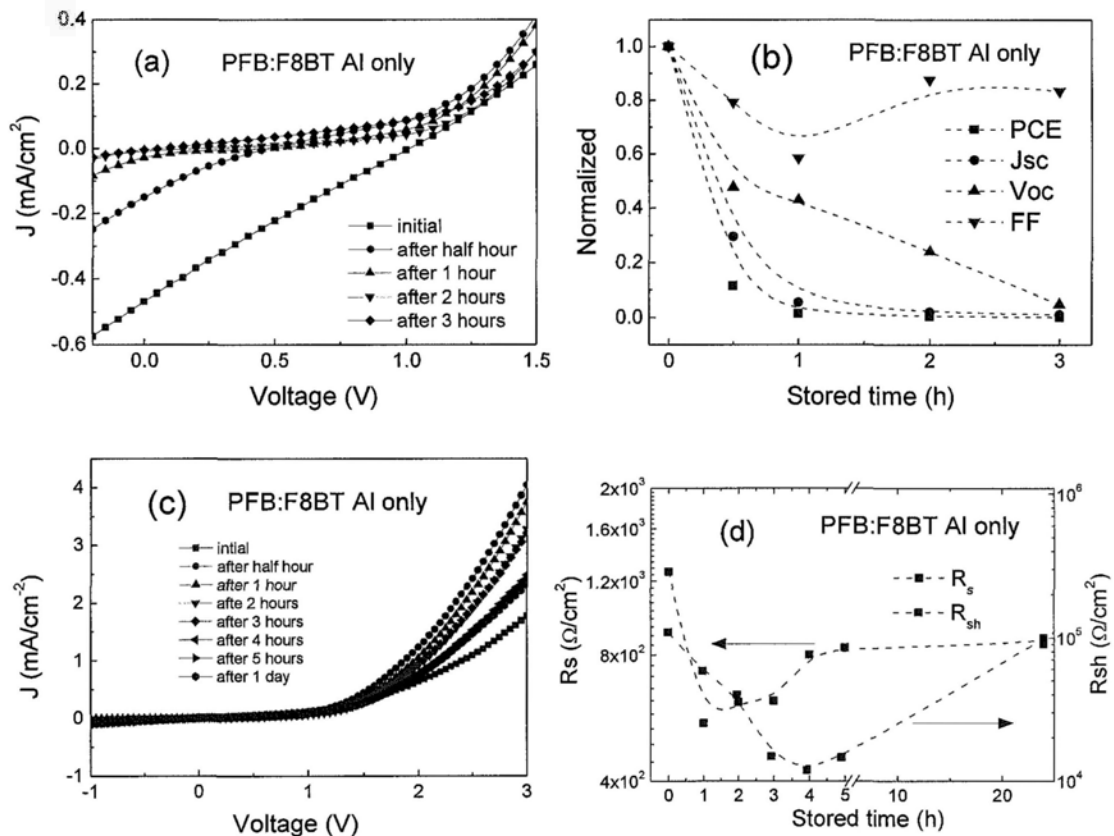 (a)
PFB:F8BT Al only
0.4
0.2
0.0
-0.2
-0.4
-0.6
J (mA/cm²)
initial
after half hour
after 1 hour
after 2 hours
after 3 hours
0.0
0.5
1.0
1.5
Voltage (V)
(b)
PFB:F8BT Al only
1.0
0.8
0.6
0.4
0.2
0.0
Normalized
PCE
Jsc
Voc
FF
0
1
2
3
Stored time (h)
(c)
PFB:F8BT Al only
4
3
2
1
0
-1
J (mA/cm⁻²)
intial
after half hour
after 1 hour
afte 2 hours
after 3 hours
after 4 hours
after 5 hours
after 1 day
-1
0
1
2
3
Voltage (V)
(d)
PFB:F8BT Al only
2x10³
1.6x10³
1.2x10³
8x10²
4x10²
Rs (Ω/cm²)
Rₛ
Rₛₕ
10⁶
10⁵
10⁴
Rsh (Ω/cm²)
0
1
2
3
4
5
10
20
Stored time (h)